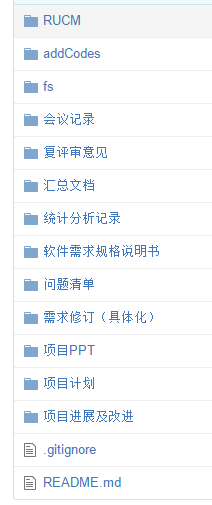 RUCM
addCodes
fs
会议记录
复评审意见
汇总文档
统计分析记录
软件需求规格说明书
问题清单
需求修订（具体化）
项目PPT
项目计划
项目进展及改进
.gitignore
README.md